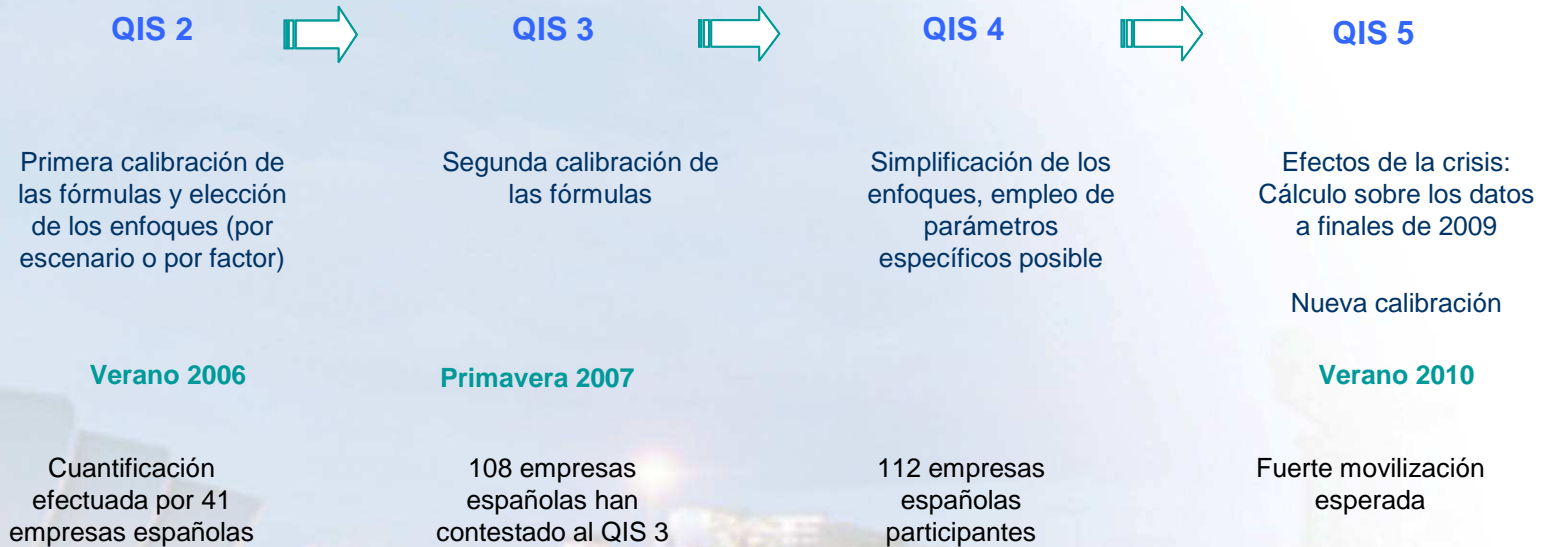 QIS 2
QIS 3
QIS 4
QIS 5
Primera calibración de
las fórmulas y elección
de los enfoques (por
escenario o por factor)
Segunda calibración de
las fórmulas
Simplificación de los
enfoques, empleo de
parámetros
específicos posible
Efectos de la crisis:
Cálculo sobre los datos
a finales de 2009
Nueva calibración
Verano 2006
Primavera 2007
Verano 2010
Cuantificación
efectuada por 41
empresas españolas
108 empresas
españolas han
contestado al QIS 3
112 empresas
españolas
participantes
Fuerte movilización
esperada